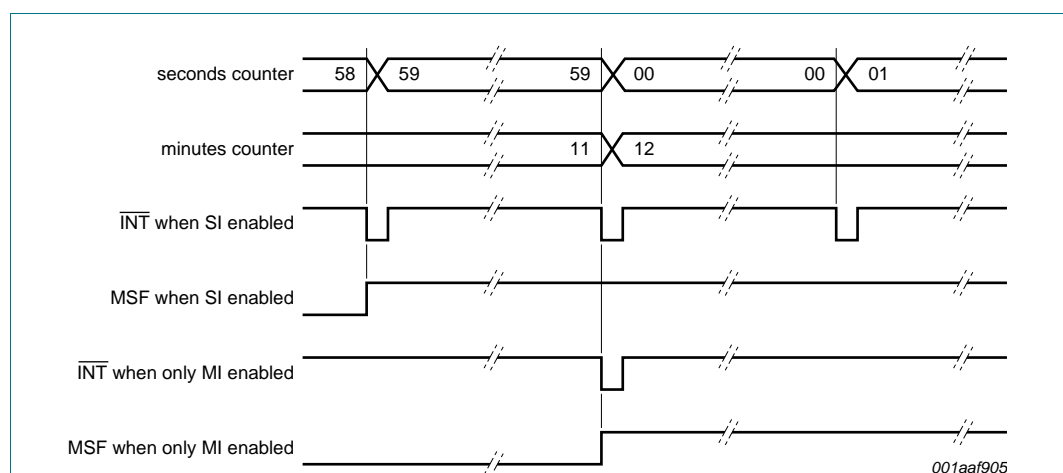 seconds counter 58 59 59 00 00 01
minutes counter 11 12
INT when SI enabled
MSF when SI enabled
INT when only MI enabled
MSF when only MI enabled
001aaf905